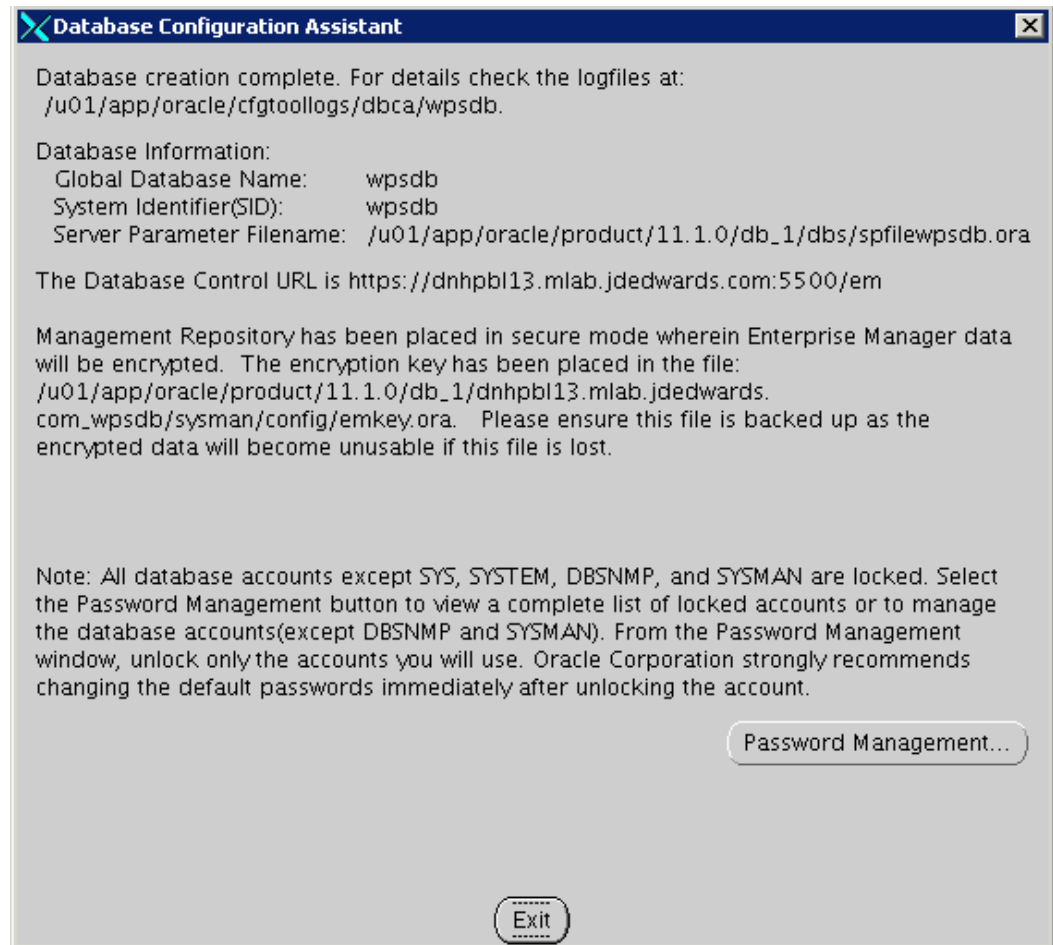 Database Configuration Assistant
Database creation complete. For details check the logfiles at:
/u01/app/oracle/cfgtoollogs/dbca/wpsdb.
Database Information:
Global Database Name: wpsdb
System Identifier(SID): wpsdb
Server Parameter Filename: /u01/app/oracle/product/11.1.0/db_1/dbs/spfilewpsdb.ora
The Database Control URL is https://dnhpbl13.mlab.jdedwards.com:5500/em
Management Repository has been placed in secure mode wherein Enterprise Manager data
will be encrypted. The encryption key has been placed in the file:
/u01/app/oracle/product/11.1.0/db_1/dnhpbl13.mlab.jdedwards.
com_wpsdb/sysman/config/emkey.ora. Please ensure this file is backed up as the
encrypted data will become unusable if this file is lost.
Note: All database accounts except SYS, SYSTEM, DBSNMP, and SYSMAN are locked. Select
the Password Management button to view a complete list of locked accounts or to manage
the database accounts(except DBSNMP and SYSMAN). From the Password Management
window, unlock only the accounts you will use. Oracle Corporation strongly recommends
changing the default passwords immediately after unlocking the account.
Password Management...
Exit